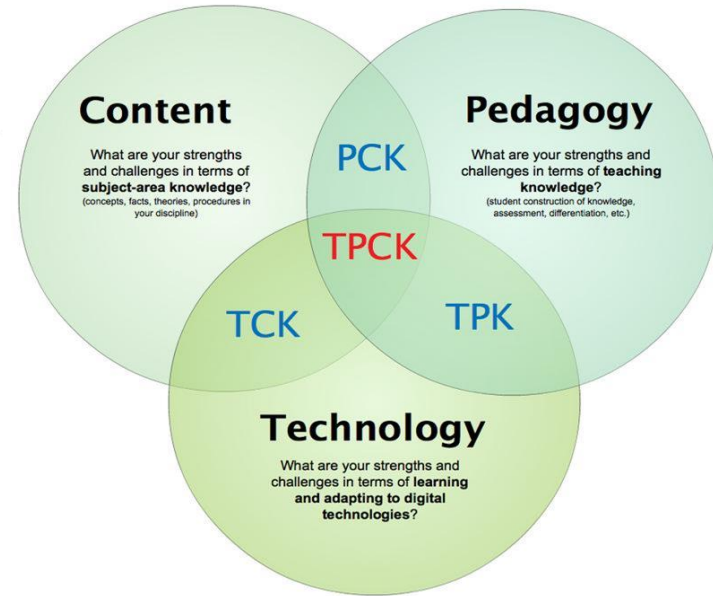 Content
What are your strengths
and challenges in terms of
subject-area knowledge?
(concepts, facts, theories, procedures in
your discipline)
PCK
Pedagogy
What are your strengths and
challenges in terms of teaching
knowledge?
(student construction of knowledge,
assessment, differentiation, etc.)
TPCK
TCK
TPK
Technology
What are your strengths and
challenges in terms of learning
and adapting to digital
technologies?